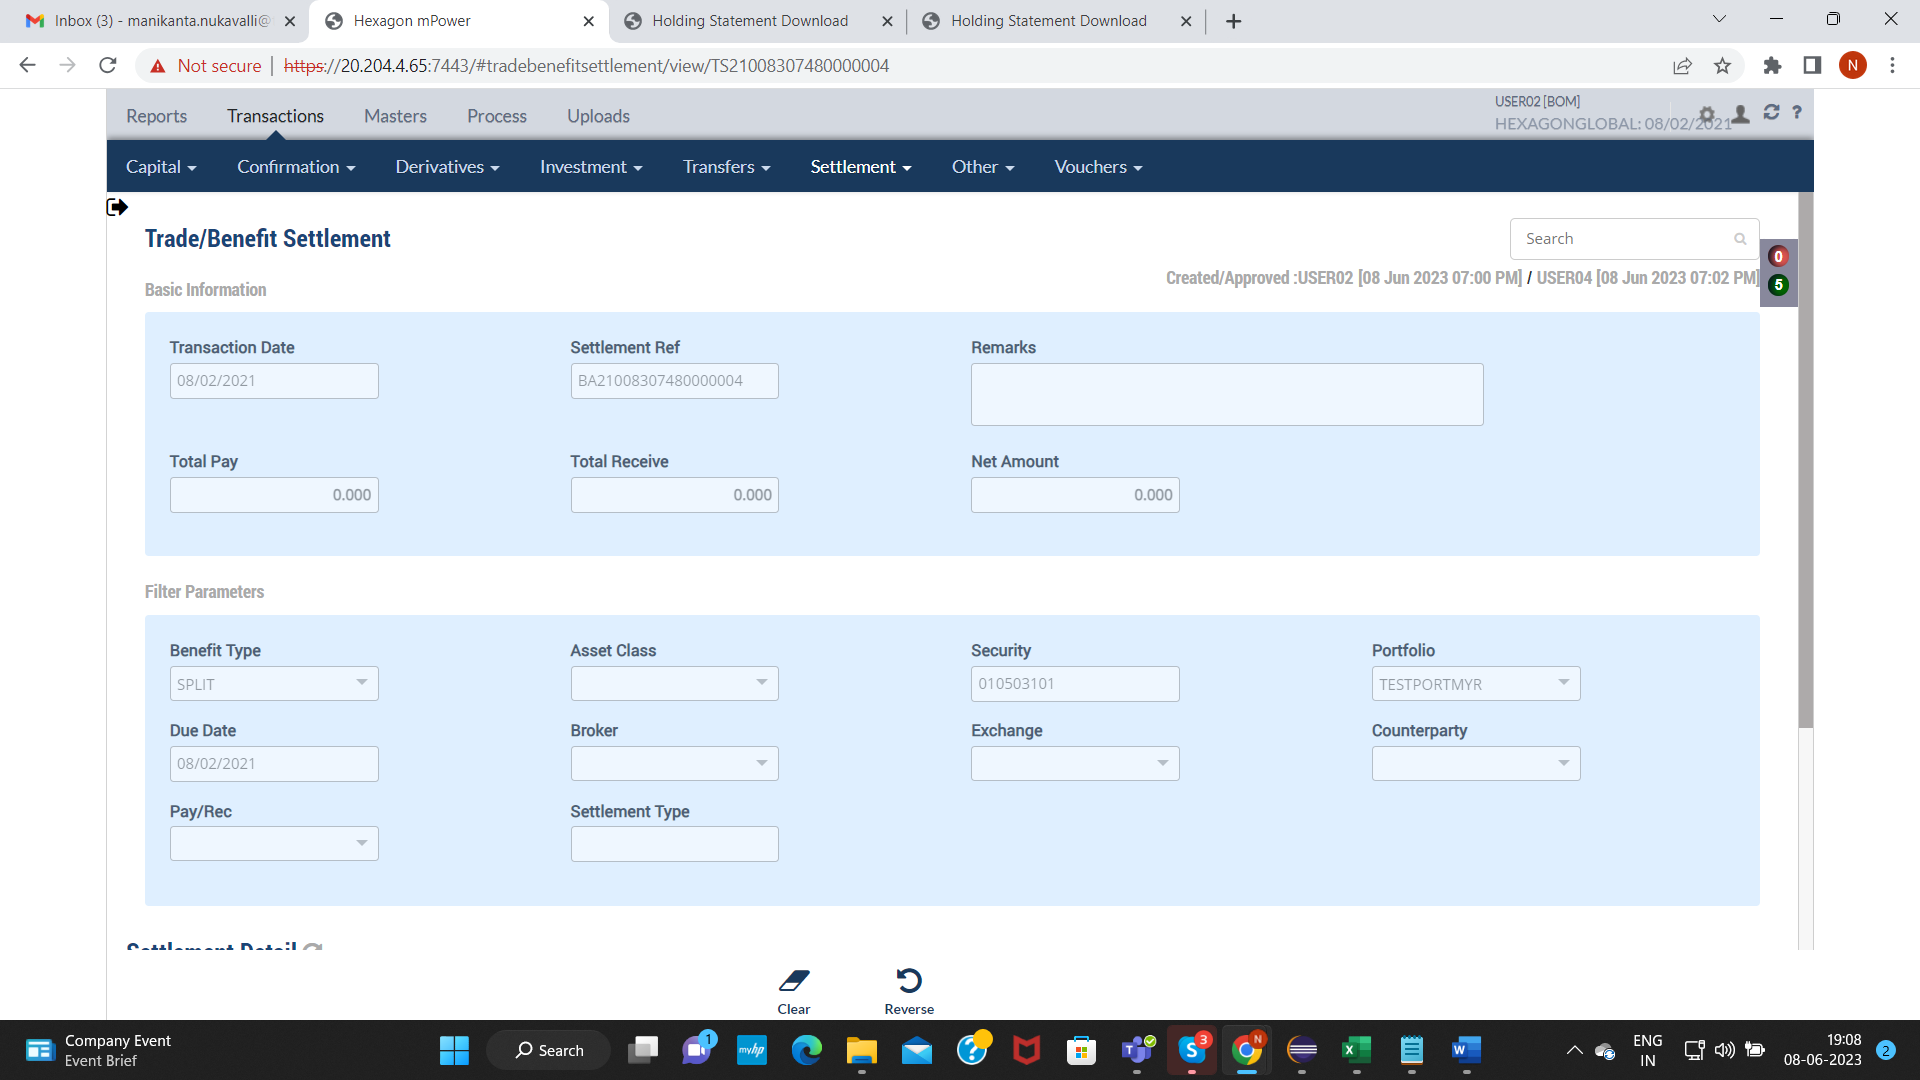 Inbox (3) - manikanta.nukavalli@
Hexagon mPower
Holding Statement Download
Holding Statement Download
Not secure
https://20.204.4.65:7443/#tradebenefitsettlement/view/TS21008307480000004
N
Reports
Transactions
Masters
Process
Uploads
USER02 [BOM]
HEXAGONGLOBAL: 08/02/2021
?
Capital
Confirmation
Derivatives
Investment
Transfers
Settlement
Other
Vouchers
Trade/Benefit Settlement
Search
0
5
Created/Approved :USER02 [08 Jun 2023 07:00 PM] / USER04 [08 Jun 2023 07:02 PM]
Basic Information
Transaction Date
Settlement Ref
Remarks
08/02/2021
BA21008307480000004
Total Pay
Total Receive
Net Amount
0.000
0.000
0.000
Filter Parameters
Benefit Type
Asset Class
Security
Portfolio
SPLIT
010503101
TESTPORTMYR
Due Date
Broker
Exchange
Counterparty
08/02/2021
Pay/Rec
Settlement Type
Settlement Detail
Clear
Reverse
Company Event
Event Brief
Search
1
myhp
3
N
ENG
IN
19:08
08-06-2023
2